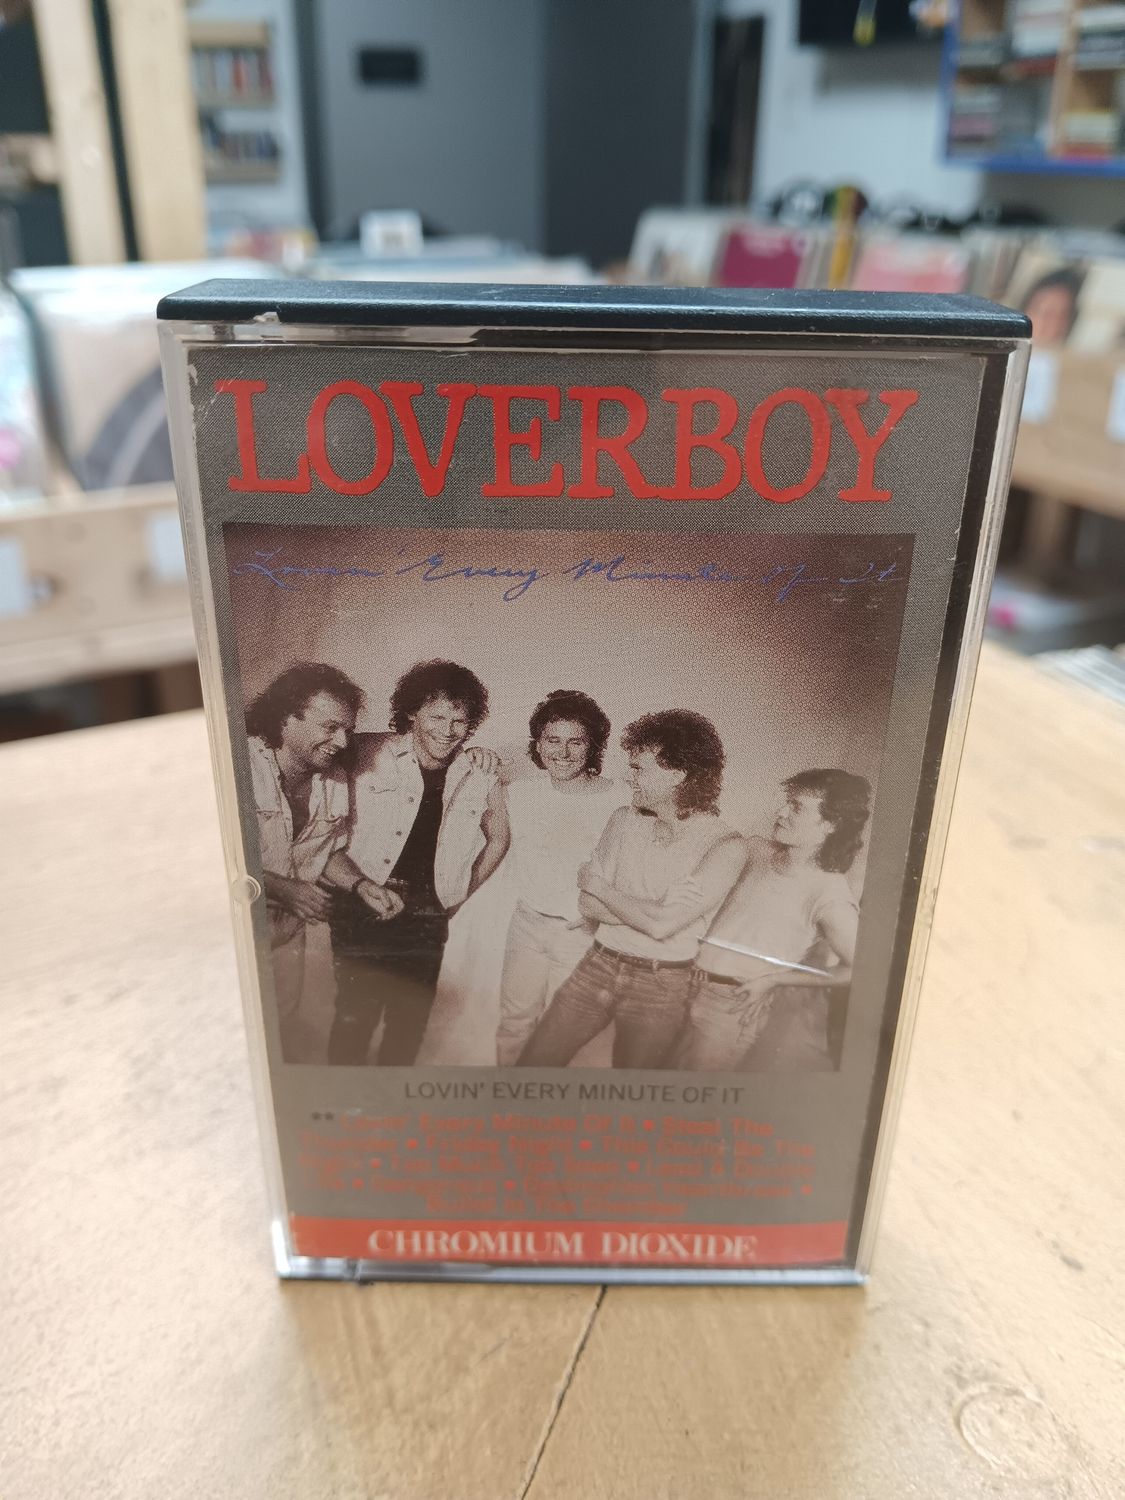 LOVERBOY
Lovin' Every Minute Of It
LOVIN' EVERY MINUTE OF IT
** Lovin' Every Minute Of It • Steal The
Thunder • Friday Night • This Could Be The
Night • Too Much Too Soon • Lead A Double
Life • Dangerous • Destination Heartbreak •
Bullet In The Chamber
CHROMIUM DIOXIDE